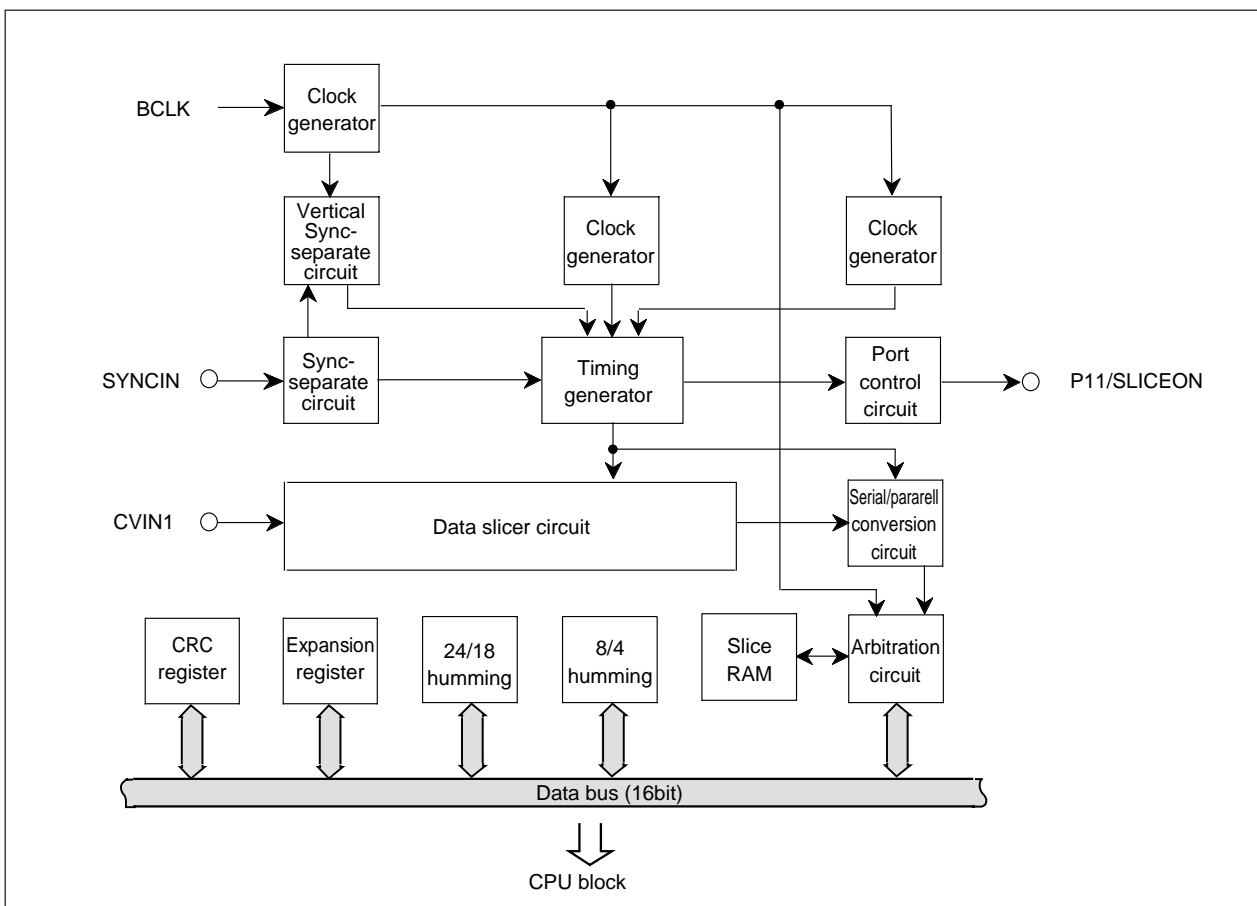 BCLK
Clock
generator
Vertical
Sync-
separate
circuit
Clock
generator
Clock
generator
SYNCIN
Sync-
separate
circuit
Timing
generator
Port
control
circuit
P11/SLICEON
CVIN1
Data slicer circuit
Serial/pararell
conversion
circuit
CRC
register
Expansion
register
24/18
humming
8/4
humming
Slice
RAM
Arbitration
circuit
Data bus (16bit)
CPU block